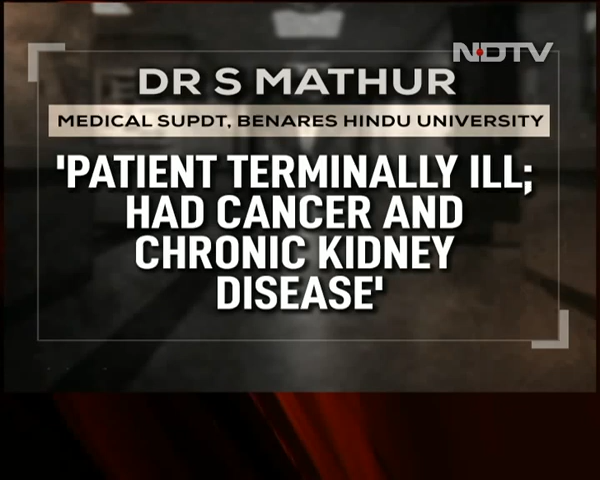 NDTV
DR S MATHUR
MEDICAL SUPDT, BENARES HINDU UNIVERSITY
'PATIENT TERMINALLY ILL;
HAD CANCER AND
CHRONIC KIDNEY
DISEASE'